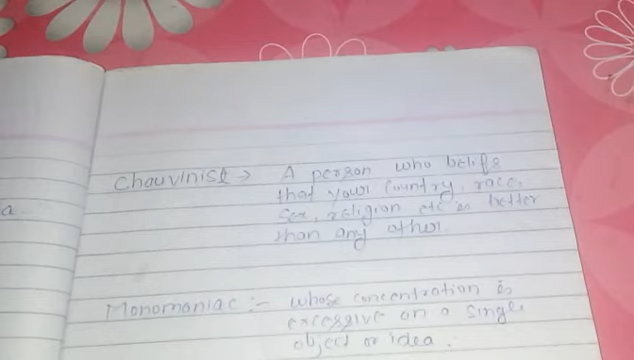 a
Chauvinist → A person who belifs
that your Country, race,
Sex, religion etc is better
than any other.
Monomaniac :- whose concentration is
excessive on a single
object or idea.